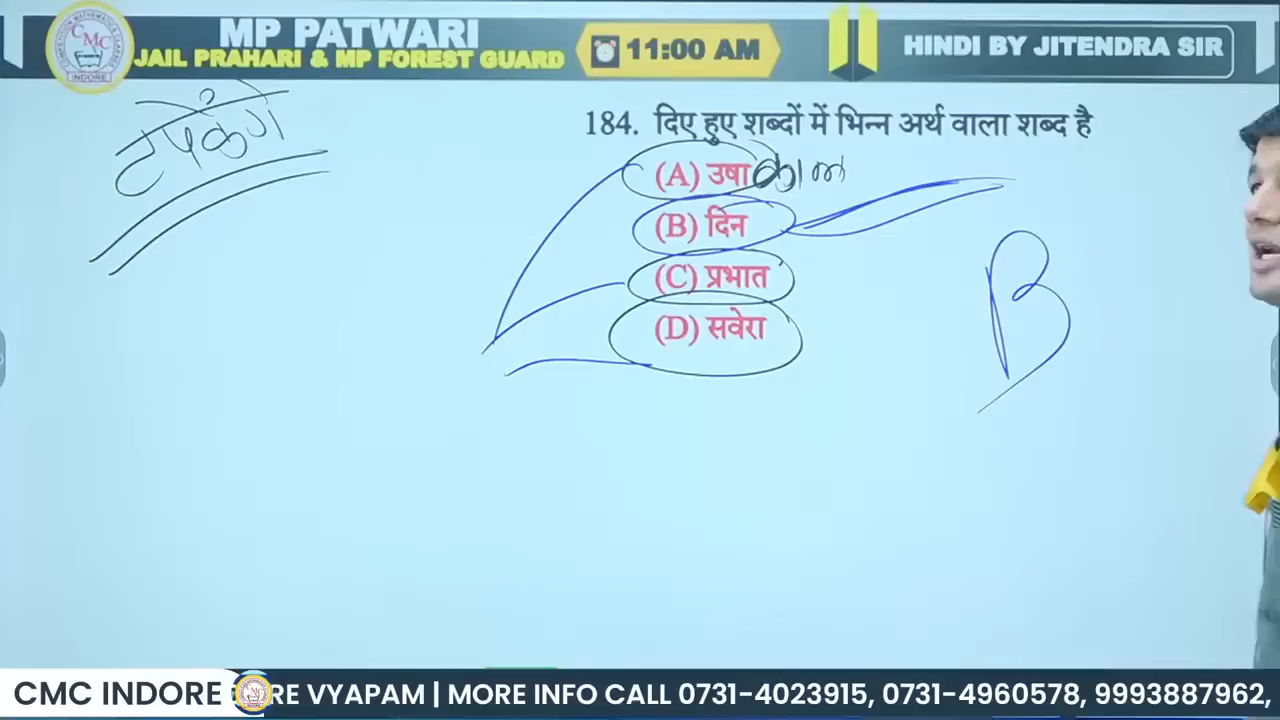 CMC
INDORE
MP PATWARI
JAIL PRAHARI & MP FOREST GUARD
11:00 AM
HINDI BY JITENDRA SIR
टपकेंगे
184. दिए हुए शब्दों में भिन्न अर्थ वाला शब्द है
(A) उषा काल
(B) दिन
(C) प्रभात
(D) सवेरा
B
CMC INDORE
RE VYAPAM | MORE INFO CALL 0731-4023915, 0731-4960578, 9993887962,